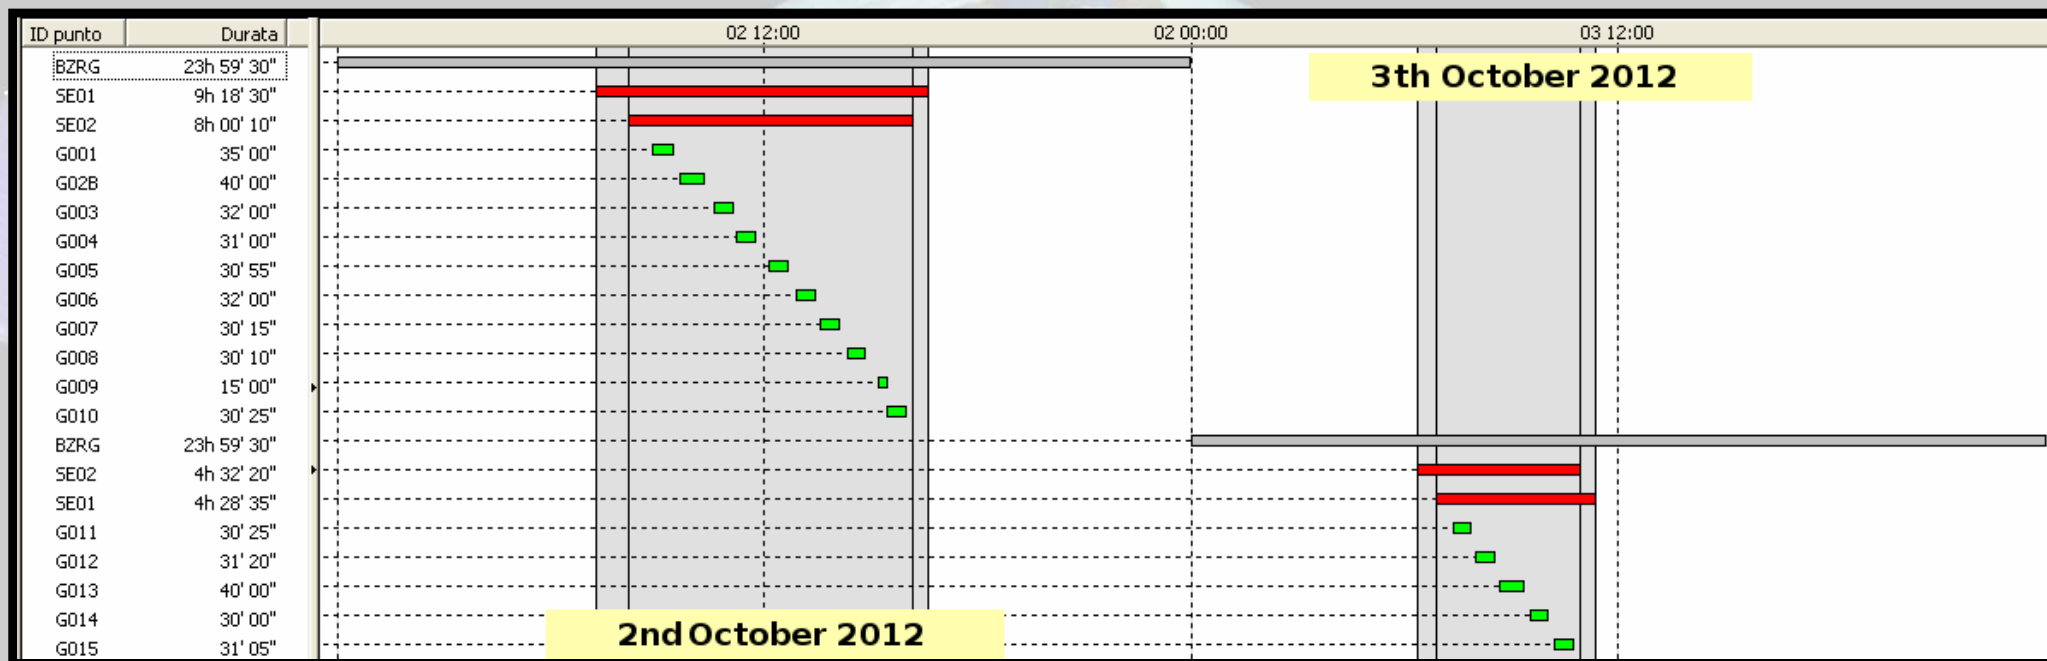 ID punto Durata 02 12:00 02 00:00 03 12:00
BZRG 23h 59' 30"
3th October 2012
SE01 9h 18' 30"
SE02 8h 00' 10"
G001 35' 00"
G02B 40' 00"
G003 32' 00"
G004 31' 00"
G005 30' 55"
G006 32' 00"
G007 30' 15"
G008 30' 10"
G009 15' 00"
G010 30' 25"
BZRG 23h 59' 30"
SE02 4h 32' 20"
SE01 4h 28' 35"
G011 30' 25"
G012 31' 20"
G013 40' 00"
G014 30' 00"
2nd October 2012
G015 31' 05"